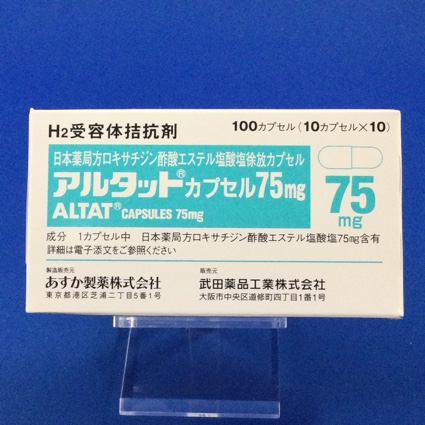 H2受容体拮抗剤
100カプセル（10カプセル×10）
日本薬局方ロキサチジン酢酸エステル塩酸塩徐放カプセル
アルタット®カプセル75mg
ALTAT® CAPSULES 75mg
75
mg
成分 1カプセル中 日本薬局方ロキサチジン酢酸エステル塩酸塩75mg含有
詳細は電子添文をご参照ください
製造販売元
あすか製薬株式会社
東京都港区芝浦二丁目5番1号
販売元
武田薬品工業株式会社
大阪市中央区道修町四丁目1番1号